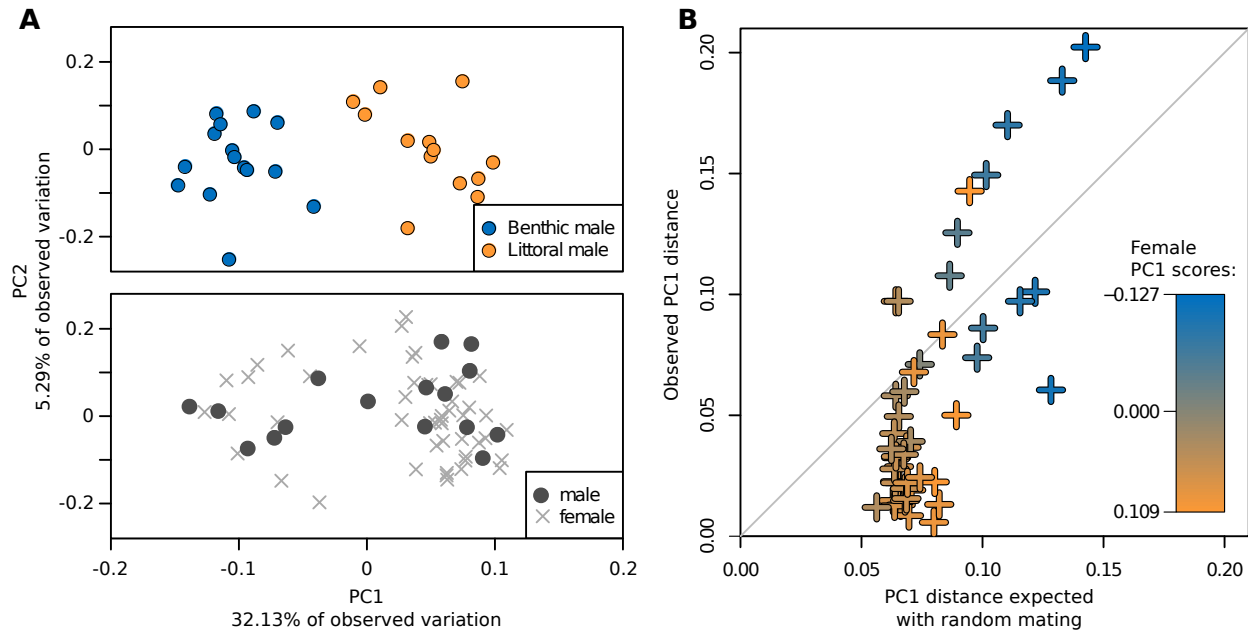 A
0.2
0
-0.2
Benthic male
Littoral male
PC2
5.29% of observed variation
0.2
0
-0.2
male
female
-0.2 -0.1 0 0.1 0.2
PC1
32.13% of observed variation
B
0.20
0.15
0.10
0.05
0.00
Observed PC1 distance
Female
PC1 scores:
−0.127
0.000
0.109
0.00 0.05 0.10 0.15 0.20
PC1 distance expected
with random mating